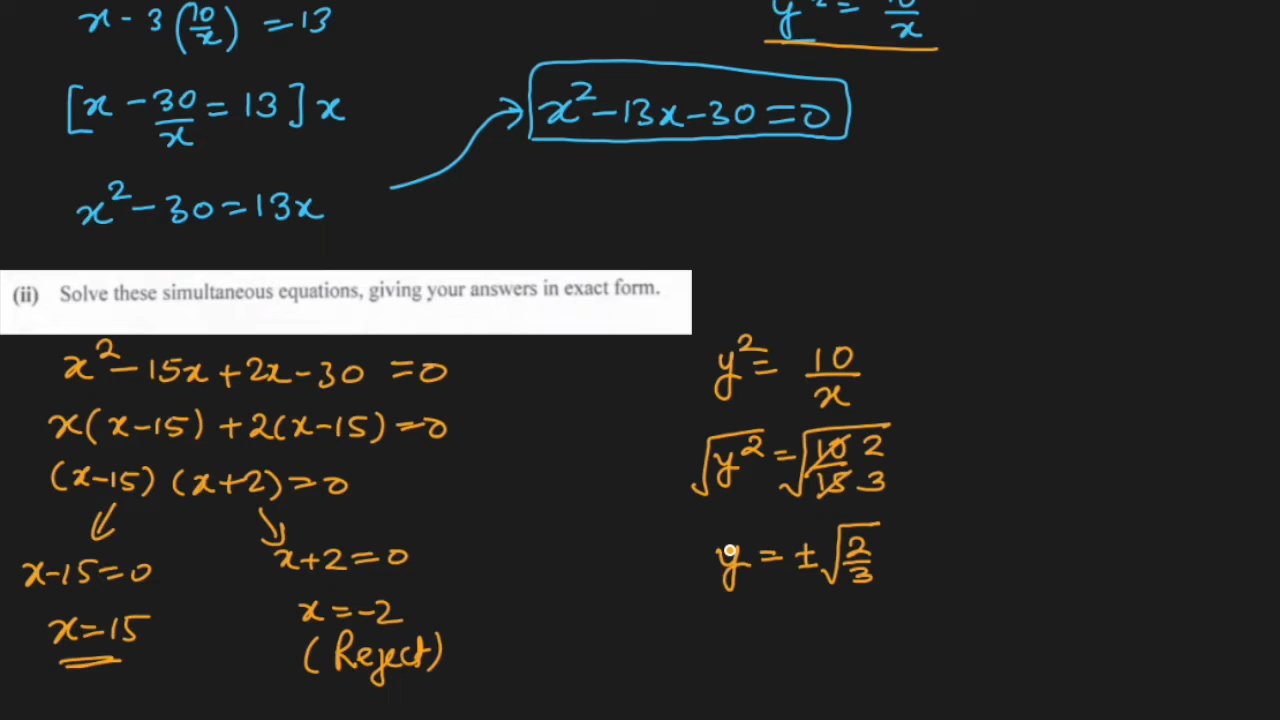 x - 3 (10/x) = 13
y² = 10/x
[x - 30/x = 13] x
x² - 13x - 30 = 0
x² - 30 = 13x
(ii) Solve these simultaneous equations, giving your answers in exact form.
x² - 15x + 2x - 30 = 0
x(x-15) + 2(x-15) = 0
(x-15) (x+2) = 0
x-15=0
x+2=0
x=15
x=-2
(Reject)
y² = 10/x
√y² = √10/15 2/3
y = ±√2/3